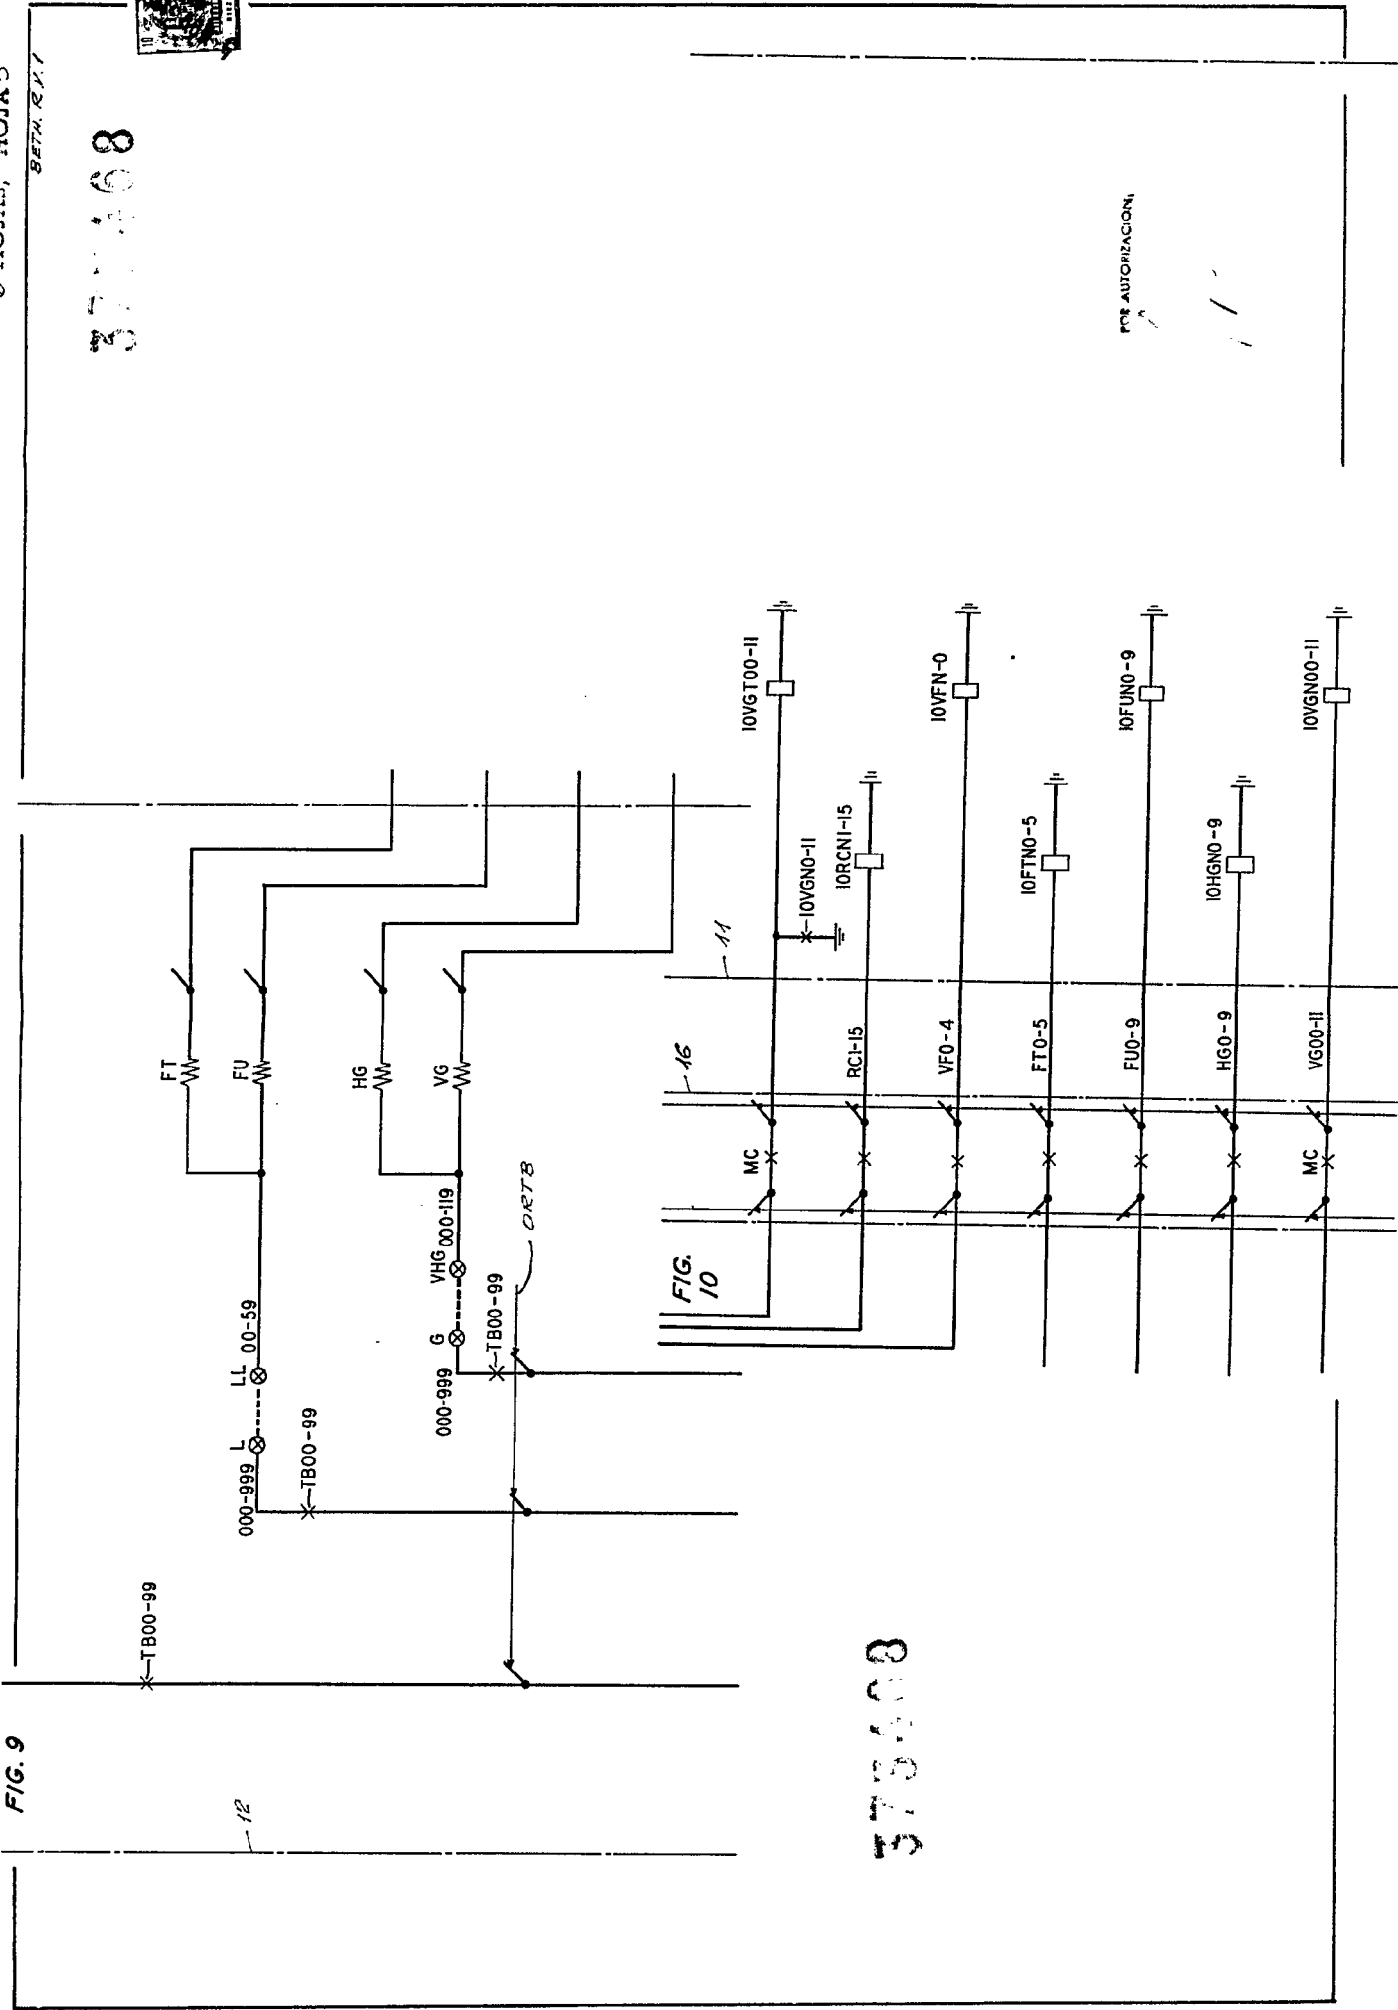 BETH. R.Y.1
FIG. 9
12
TB00-99
000-999
L
LL
00-59
TB00-99
FT
FU
HG
VG
000-999
G
VHG
000-119
TB00-99
ORTB
FIG.
10
MC
16
11
10VGN0-11
10VGT00-11
RC1-15
10RCN1-15
VF0-4
10VFN-0
FT0-5
10FTN0-5
FU0-9
10FUN0-9
HG0-9
10HGN0-9
MC
VG00-11
10VGN00-11
POR AUTORIZACION,